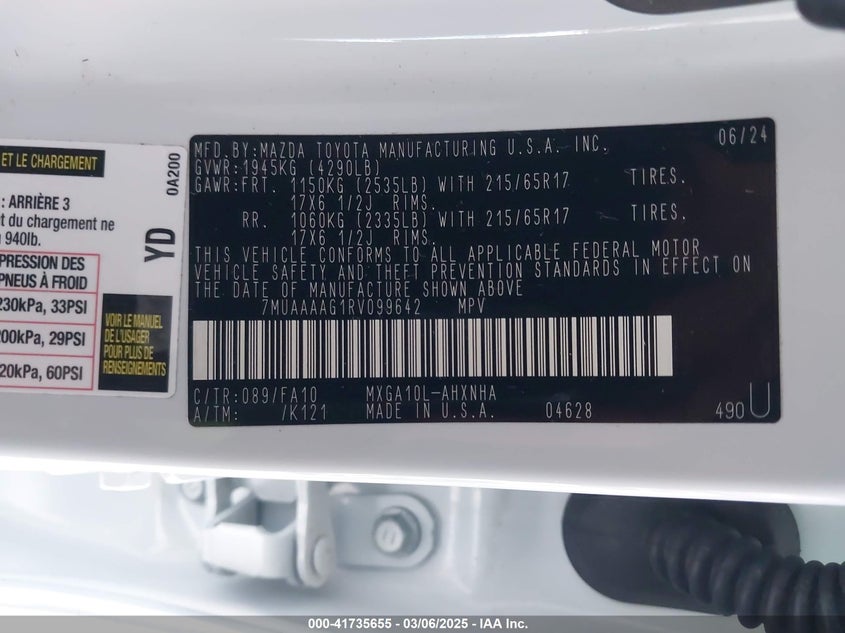 ET LE CHARGEMENT
: ARRIÈRE 3
t du chargement ne
940lb.
PRESSION DES
PNEUS À FROID
230kPa, 33PSI
200kPa, 29PSI
20kPa, 60PSI
VOIR LE MANUEL
DE L'USAGER
POUR PLUS DE
RENSEIGNEMENTS
0A200
YD
MFD.BY:MAZDA TOYOTA MANUFACTURING U.S.A. INC. 06/24
GVWR:1945KG (4290LB)
GAWR:FRT. 1150KG (2535LB) WITH 215/65R17 TIRES.
17X6 1/2J RIMS.
RR. 1060KG (2335LB) WITH 215/65R17 TIRES.
17X6 1/2J RIMS.
THIS VEHICLE CONFORMS TO ALL APPLICABLE FEDERAL MOTOR
VEHICLE SAFETY AND THEFT PREVENTION STANDARDS IN EFFECT ON
THE DATE OF MANUFACTURE SHOWN ABOVE
7MUAAAAG1RV099642 MPV
C/TR:089/FA10 MXGA10L-AHXNHA
A/TM: /K121 MADE IN U.S.A. 04628 490U
000-41735655 - 03/06/2025 - IAA Inc.